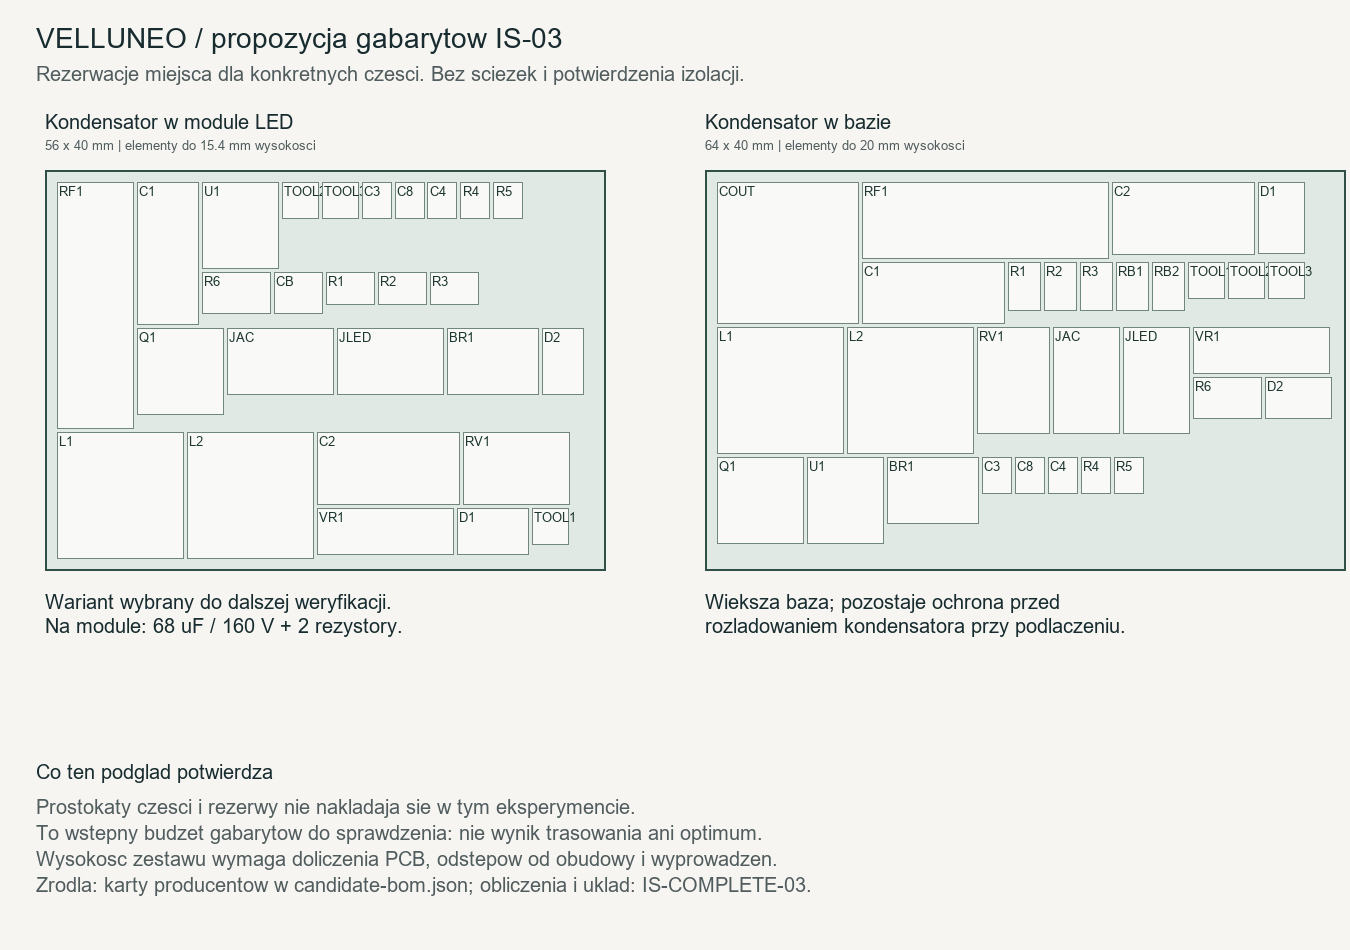 VELLUNEO / propozycja gabarytow IS-03
Rezerwacje miejsca dla konkretnych czesci. Bez sciezek i potwierdzenia izolacji.
Kondensator w module LED
56 x 40 mm | elementy do 15.4 mm wysokosci
RF1 C1 U1 TOOL2 TOOL3 C3 C8 C4 R4 R5
R6 CB R1 R2 R3
Q1 JAC JLED BR1 D2
L1 L2 C2 RV1
VR1 D1 TOOL1
Wariant wybrany do dalszej weryfikacji.
Na module: 68 uF / 160 V + 2 rezystory.
Kondensator w bazie
64 x 40 mm | elementy do 20 mm wysokosci
COUT RF1 C2 D1
C1 R1 R2 R3 RB1 RB2 TOOL1 TOOL2 TOOL3
L1 L2 RV1 JAC JLED VR1
R6 D2
Q1 U1 BR1 C3 C8 C4 R4 R5
Wieksza baza; pozostaje ochrona przed
rozladowaniem kondensatora przy podlaczeniu.
Co ten podglad potwierdza
Prostokaty czesci i rezerwy nie nakladaja sie w tym eksperymencie.
To wstepny budzet gabarytow do sprawdzenia: nie wynik trasowania ani optimum.
Wysokosc zestawu wymaga doliczenia PCB, odstepow od obudowy i wyprowadzen.
Zrodla: karty producentow w candidate-bom.json; obliczenia i uklad: IS-COMPLETE-03.